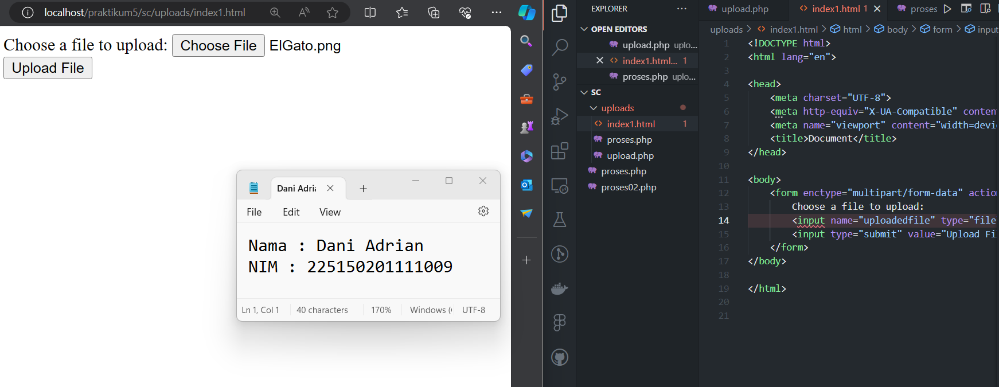 localhost/praktikum5/sc/uploads/index1.html
Choose a file to upload: Choose File ElGato.png
Upload File
Dani Adria
File Edit View
Nama : Dani Adrian
NIM : 225150201111009
Ln 1, Col 1 40 characters 170% Windows ( UTF-8
EXPLORER
OPEN EDITORS
upload.php uplo...
index1.html... 1
proses.php uplo...
SC
uploads
index1.html 1
proses.php
upload.php
proses.php
proses02.php
upload.php index1.html 1 proses
uploads > index1.html > html > body > form > input
1 <!DOCTYPE html>
2 <html lang="en">
3
4 <head>
5 <meta charset="UTF-8">
6 <meta http-equiv="X-UA-Compatible" conten
7 <meta name="viewport" content="width=devi
8 <title>Document</title>
9 </head>
10
11 <body>
12 <form enctype="multipart/form-data" actio
13 Choose a file to upload:
14 <input name="uploadedfile" type="file
15 <input type="submit" value="Upload Fi
16 </form>
17 </body>
18
19 </html>
20
21